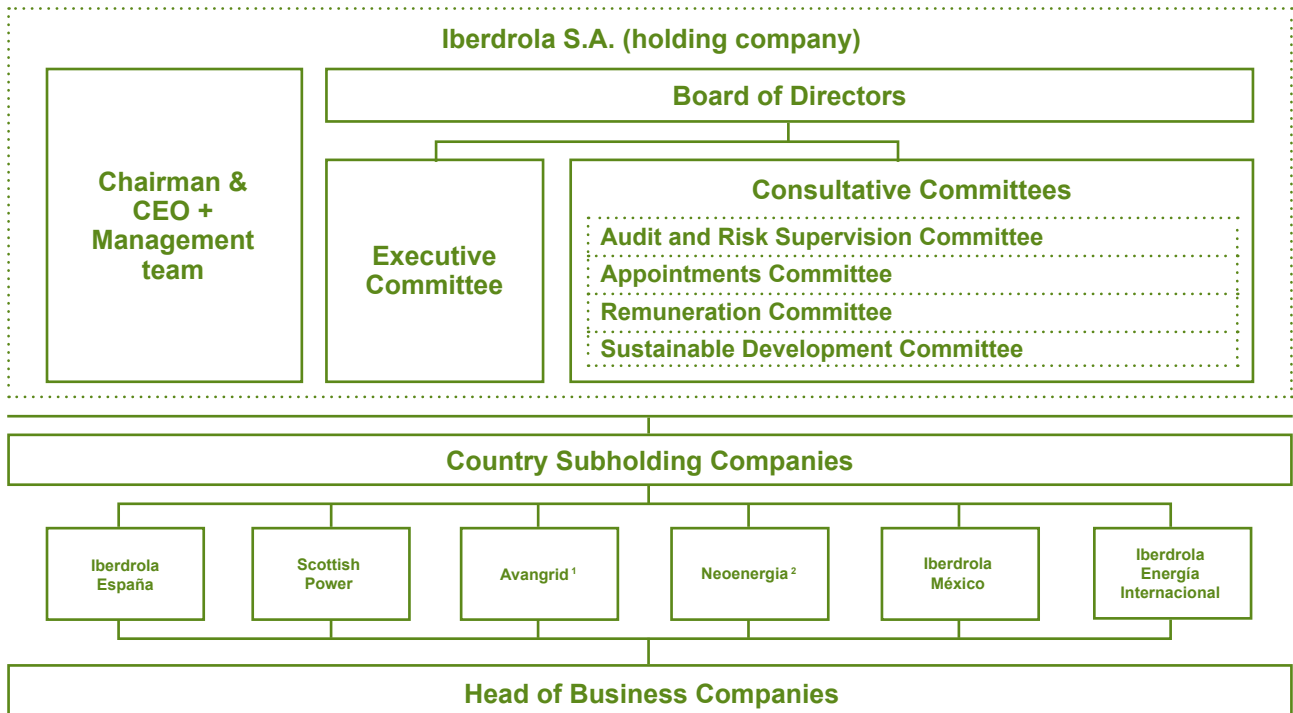 Iberdrola S.A. (holding company)
Chairman &
CEO +
Management
team
Board of Directors
Executive
Committee
Consultative Committees
Audit and Risk Supervision Committee
Appointments Committee
Remuneration Committee
Sustainable Development Committee
Country Subholding Companies
Iberdrola
España
Scottish
Power
Avangrid ¹
Neoenergia ²
Iberdrola
México
Iberdrola
Energía
Internacional
Head of Business Companies